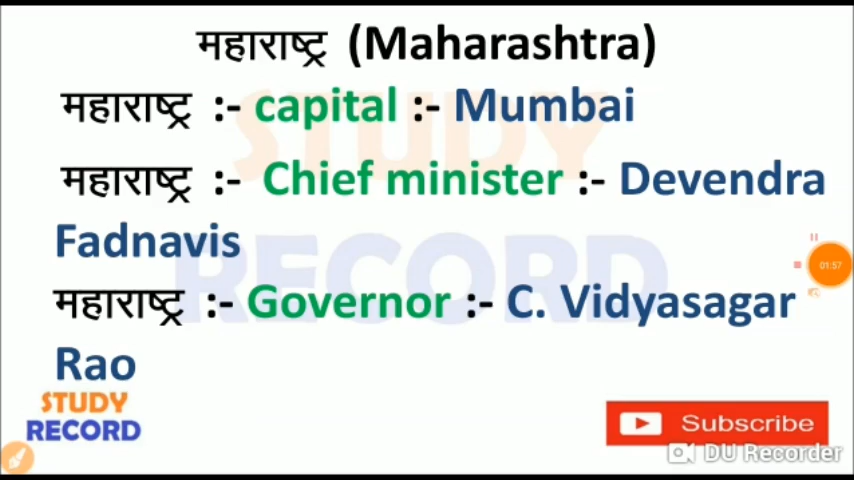 महाराष्ट्र (Maharashtra)
महाराष्ट्र :- capital :- Mumbai
महाराष्ट्र :- Chief minister :- Devendra
Fadnavis
महाराष्ट्र :- Governor :- C. Vidyasagar
Rao
STUDY
RECORD
STUDY
RECORD
Subscribe
DU Recorder
01:57